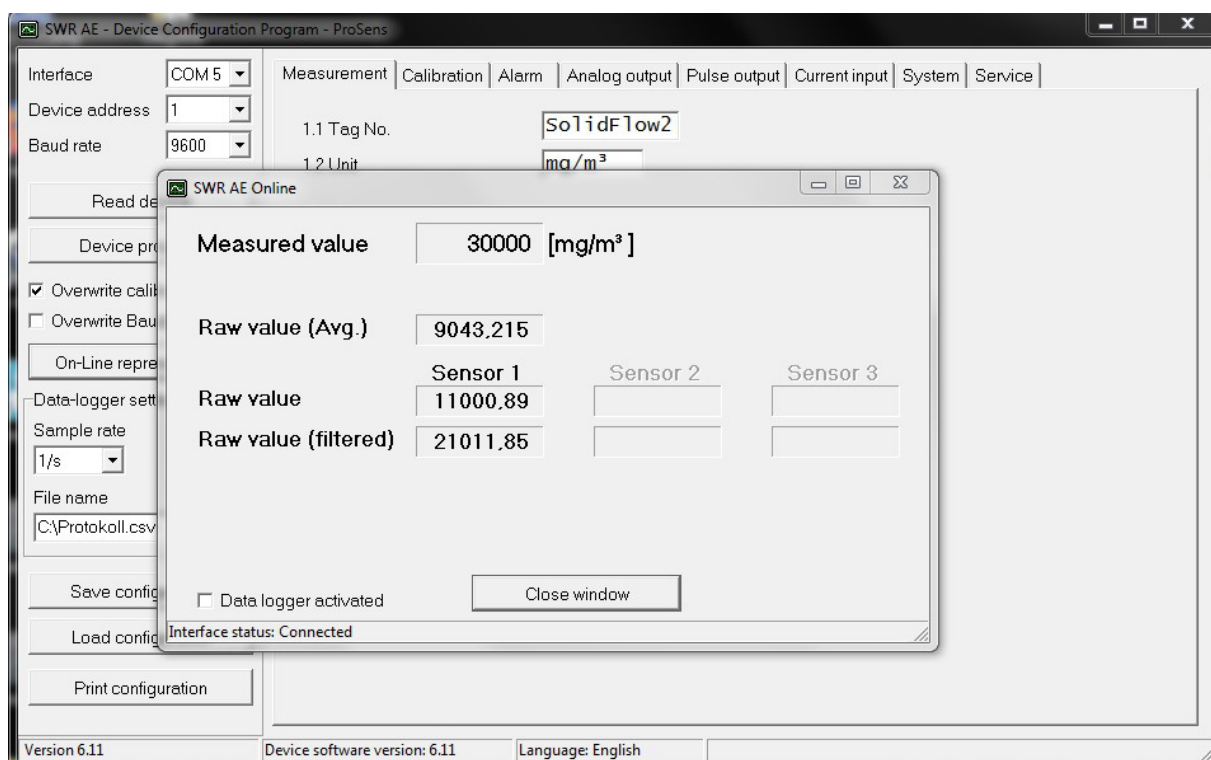 SWR AE - Device Configuration Program - ProSens
Interface
COM 5
Device address
1
Baud rate
9600
Read de
Device pro
Overwrite calib
Overwrite Bau
On-Line repre
Data-logger sett
Sample rate
1/s
File name
C:\Protokoll.csv
Save config
Load config
Print configuration
Measurement Calibration Alarm Analog output Pulse output Current input System Service
1.1 Tag No. SolidFlow2
1.2 Unit mg/m³
SWR AE Online
Measured value 30000 [mg/m³ ]
Raw value (Avg.) 9043,215
Sensor 1 Sensor 2 Sensor 3
Raw value 11000,89
Raw value (filtered) 21011,85
Data logger activated
Close window
Interface status: Connected
Version 6.11 Device software version: 6.11 Language: English